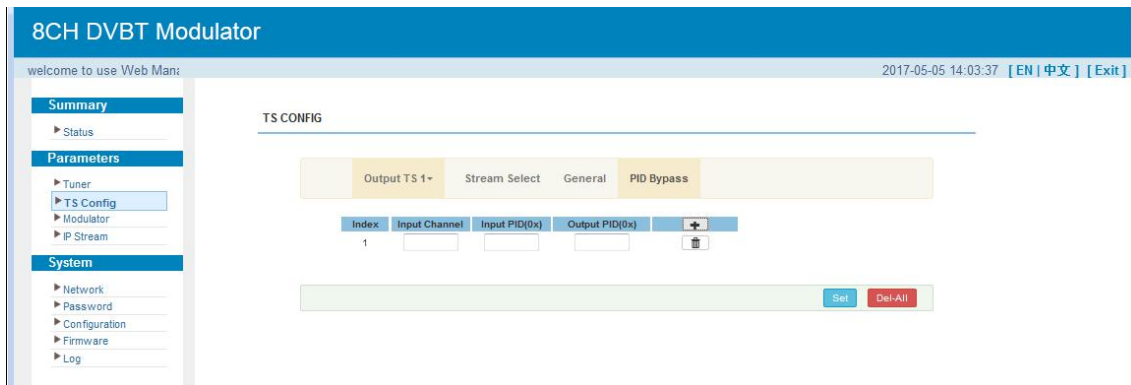 8CH DVBT Modulator
welcome to use Web Mana
2017-05-05 14:03:37 [ EN | 中文 ] [ Exit ]
Summary
Status
Parameters
Tuner
TS Config
Modulator
IP Stream
System
Network
Password
Configuration
Firmware
Log
TS CONFIG
Output TS 1 Stream Select General PID Bypass
Index Input Channel Input PID(0x) Output PID(0x) +
1
Set Del-All